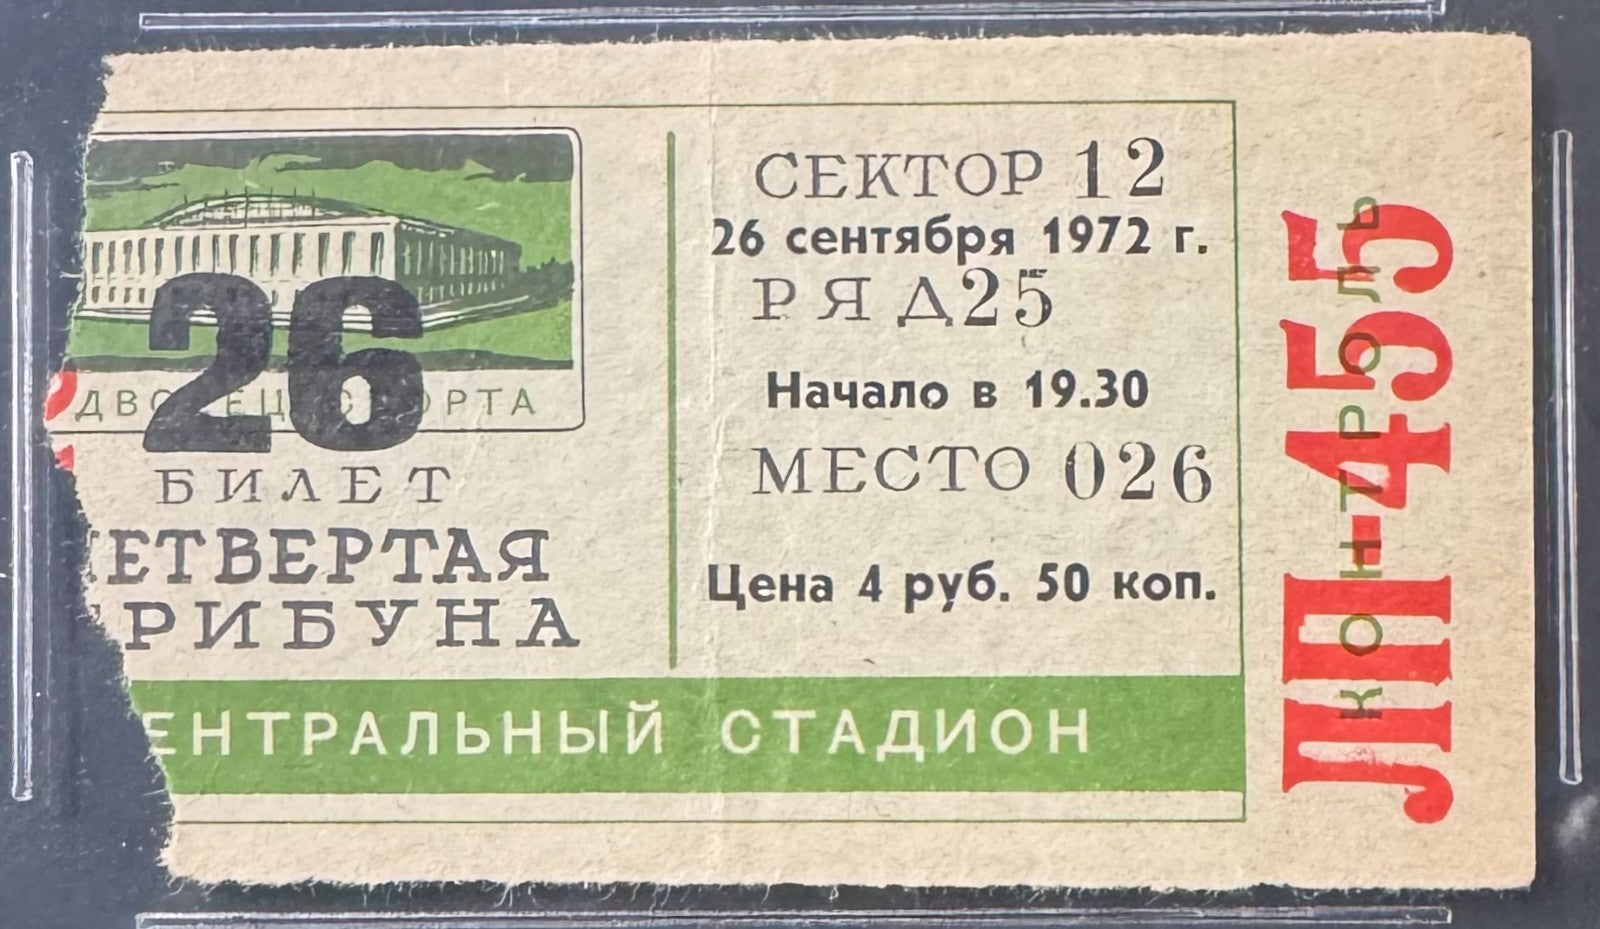 ДВОРЕЦ СПОРТА
26
БИЛЕТ
ЕТВЕРТАЯ
РИБУНА
СЕКТОР 12
26 сентября 1972 г.
РЯД 25
Начало в 19.30
МЕСТО 026
Цена 4 руб. 50 коп.
ЕНТРАЛЬНЫЙ СТАДИОН
КОНТРОЛЬ
ЛП-455